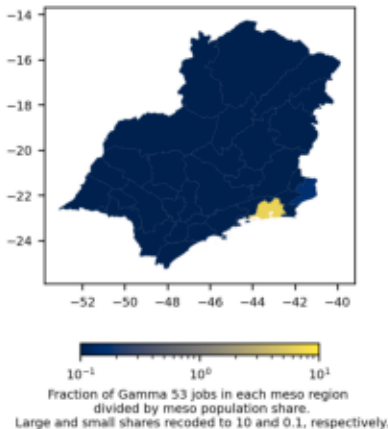 −14
−16
−18
−20
−22
−24
−52 −50 −48 −46 −44 −42 −40
10−1 100 101
Fraction of Gamma 53 jobs in each meso region
divided by meso population share.
Large and small shares recoded to 10 and 0.1, respectively.